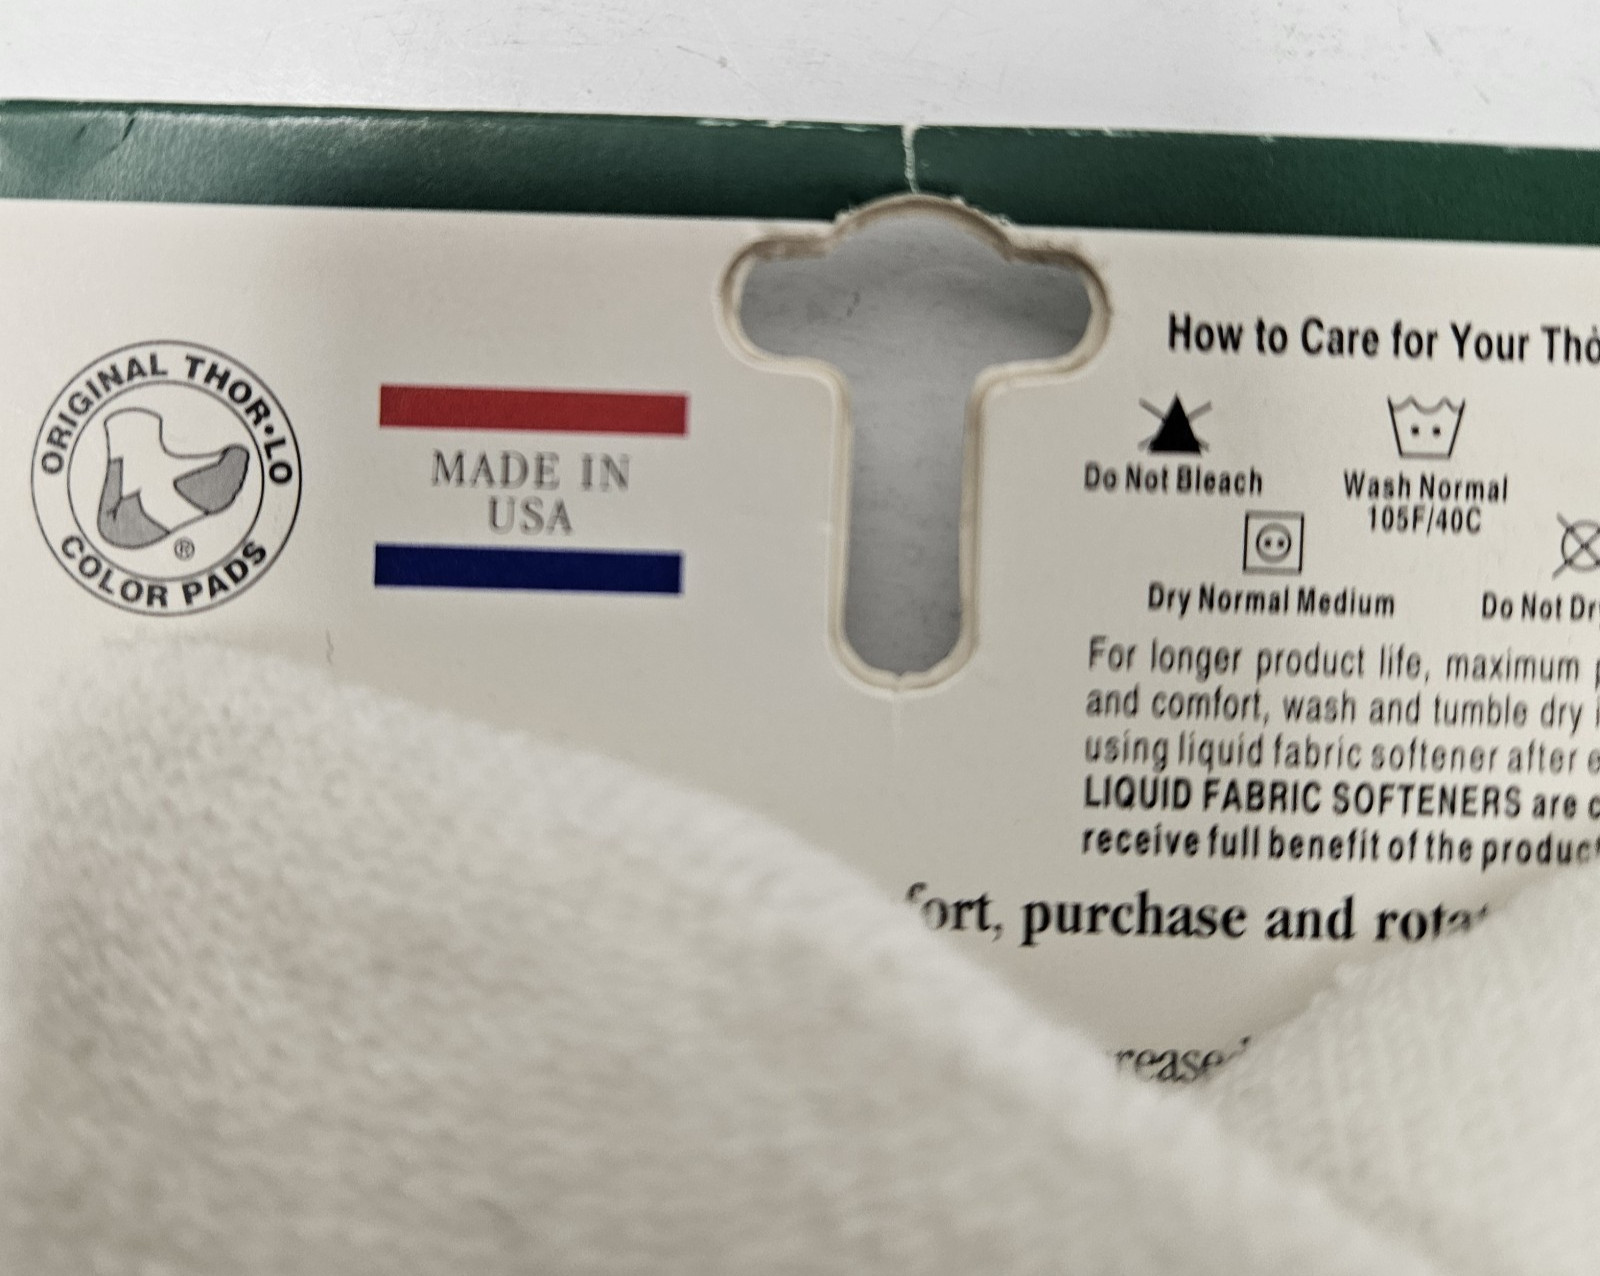 ORIGINAL THOR•LO
COLOR PADS
®
MADE IN
USA
How to Care for Your
Do Not Bleach
Wash Normal
105F/40C
Dry Normal Medium
Do Not
For longer product life, maximum
and comfort, wash and tumble dry
using liquid fabric softener after
LIQUID FABRIC SOFTENERS are
receive full benefit of the product
purchase and